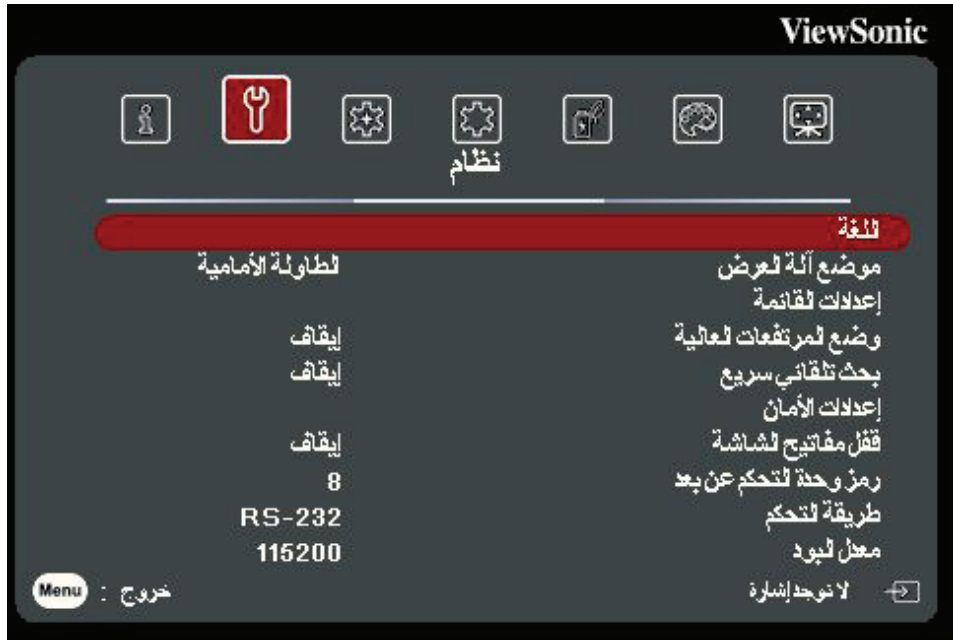 ViewSonic
نظام
اللغة
موضع آلة العرض الطاولة الأمامية
إعدادات القائمة
وضع المرتفعات العالية إيقاف
بحث تلقائي سريع إيقاف
إعدادات الأمان
قفل مفاتيح الشاشة إيقاف
رمز وحدة التحكم عن بعد 8
طريقة التحكم RS-232
معدل البود 115200
لا توجد إشارة خروج : Menu